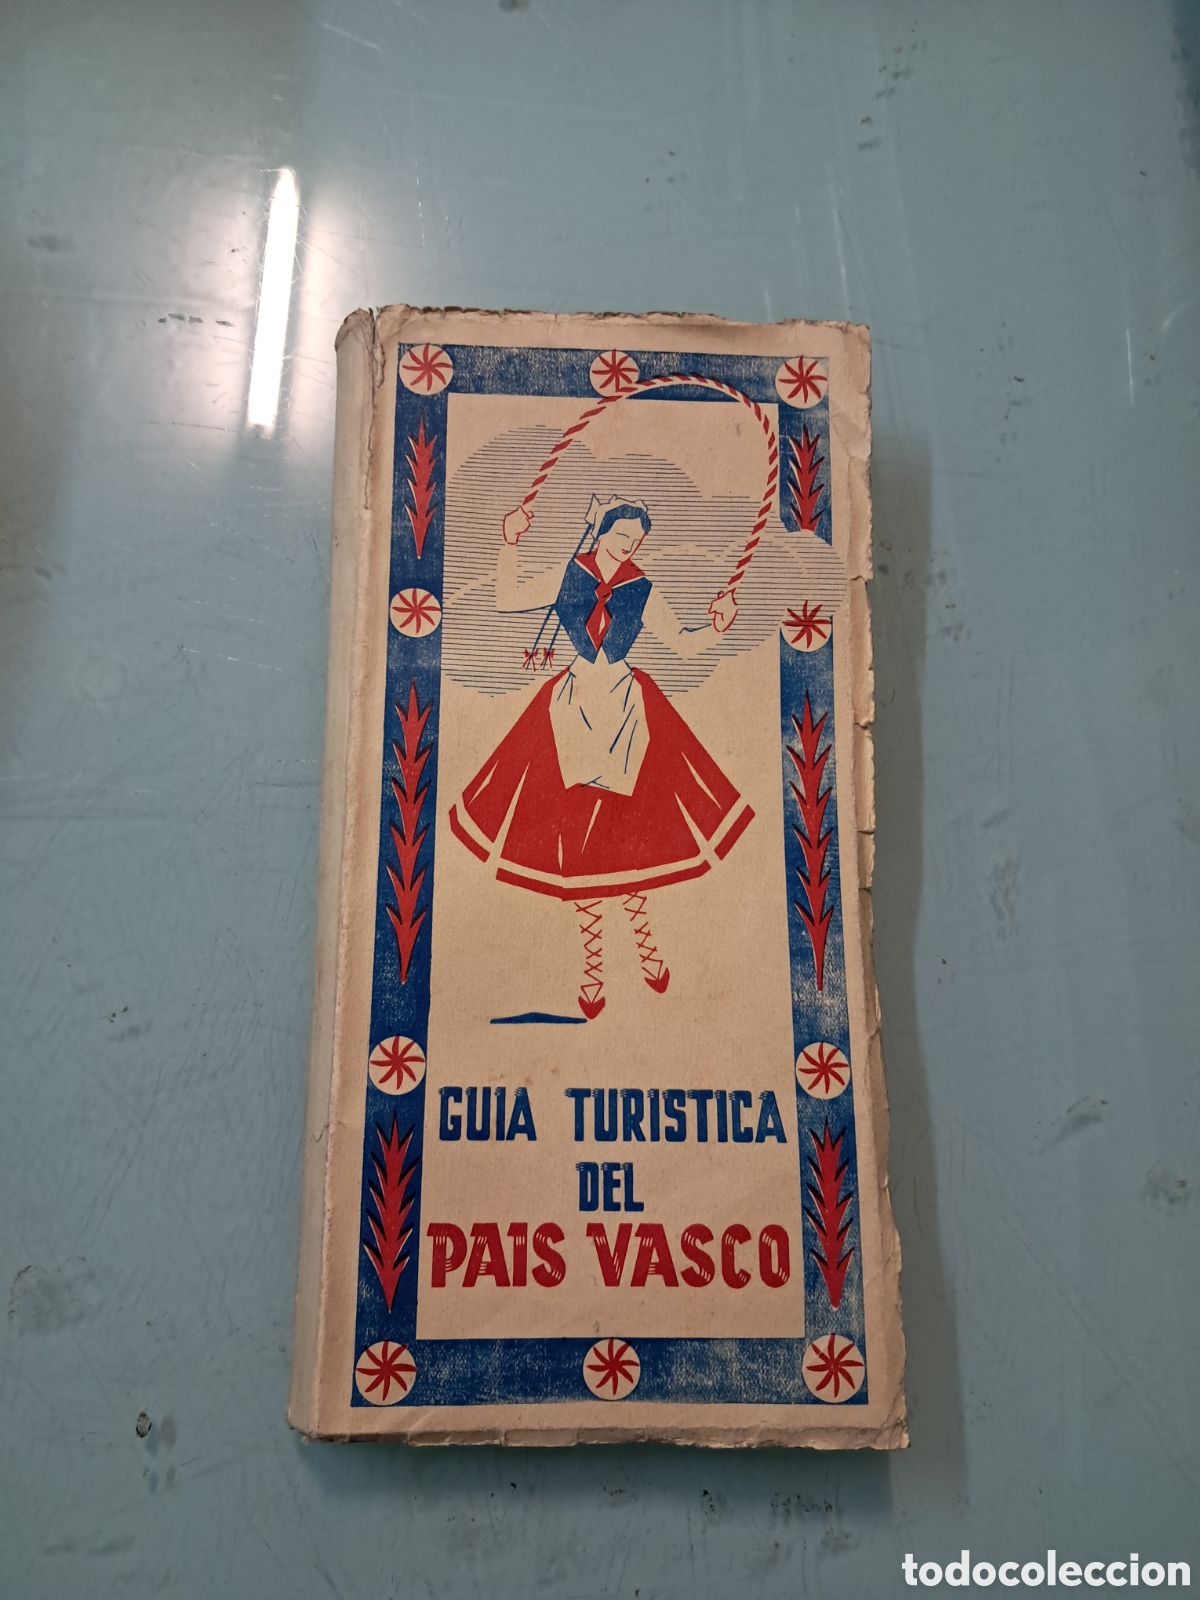 GUIA TURISTICA
DEL
PAIS VASCO
todocoleccion